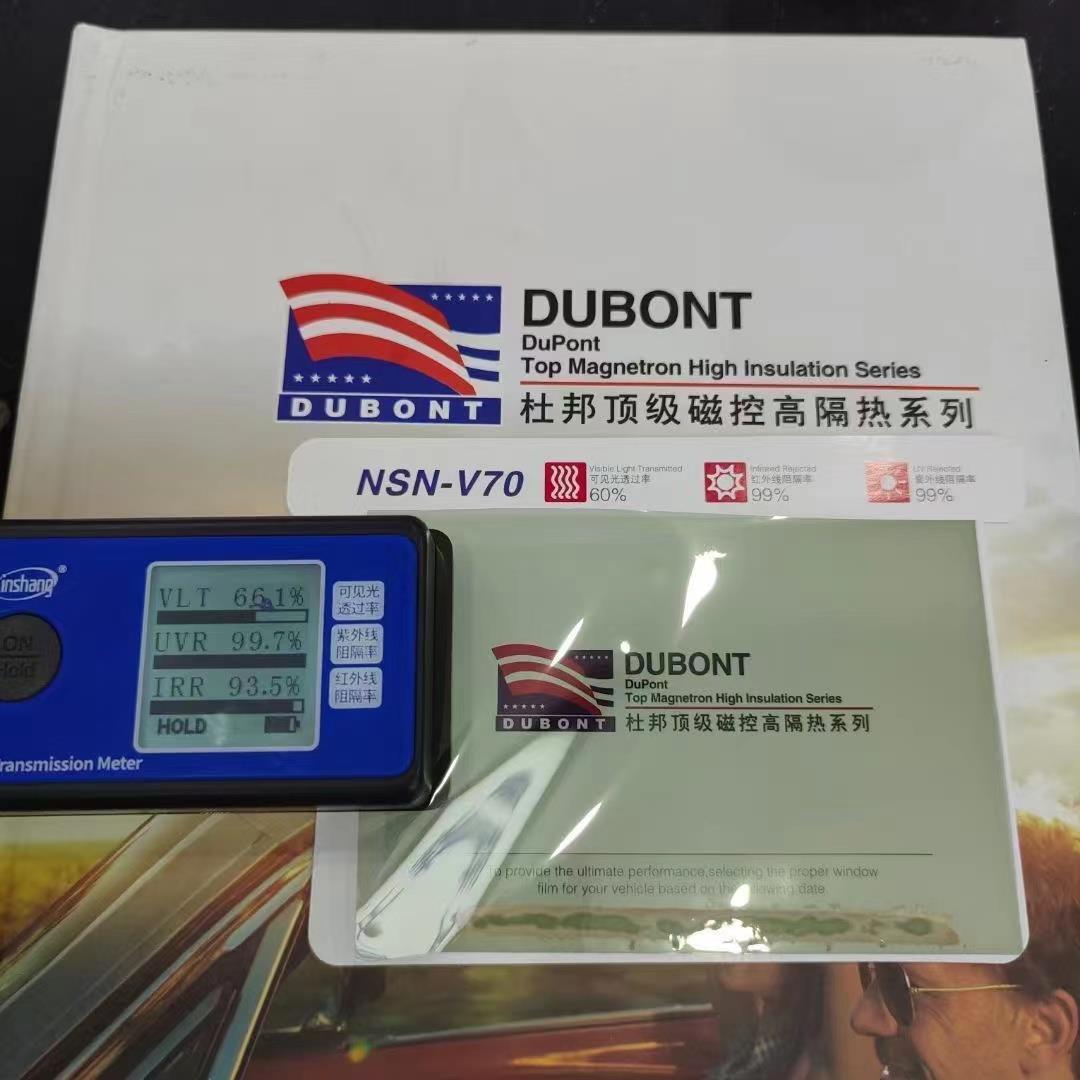 DUBONT
DUBONT
DuPont
Top Magnetron High Insulation Series
杜邦顶级磁控高隔热系列
NSN-V70
Visible Light Transmitted
可见光透过率
60%
Infrared Rejected
红外线阻隔率
99%
UV Rejected
紫外线阻隔率
99%
inshang®
ON
Hold
VLT 66.1%
UVR 99.7%
IRR 93.5%
HOLD
可见光
透过率
紫外线
阻隔率
红外线
阻隔率
Transmission Meter
DUBONT
DUBONT
DuPont
Top Magnetron High Insulation Series
杜邦顶级磁控高隔热系列
To provide the ultimate performance,selecting the proper window
film for your vehicle based on the following date.